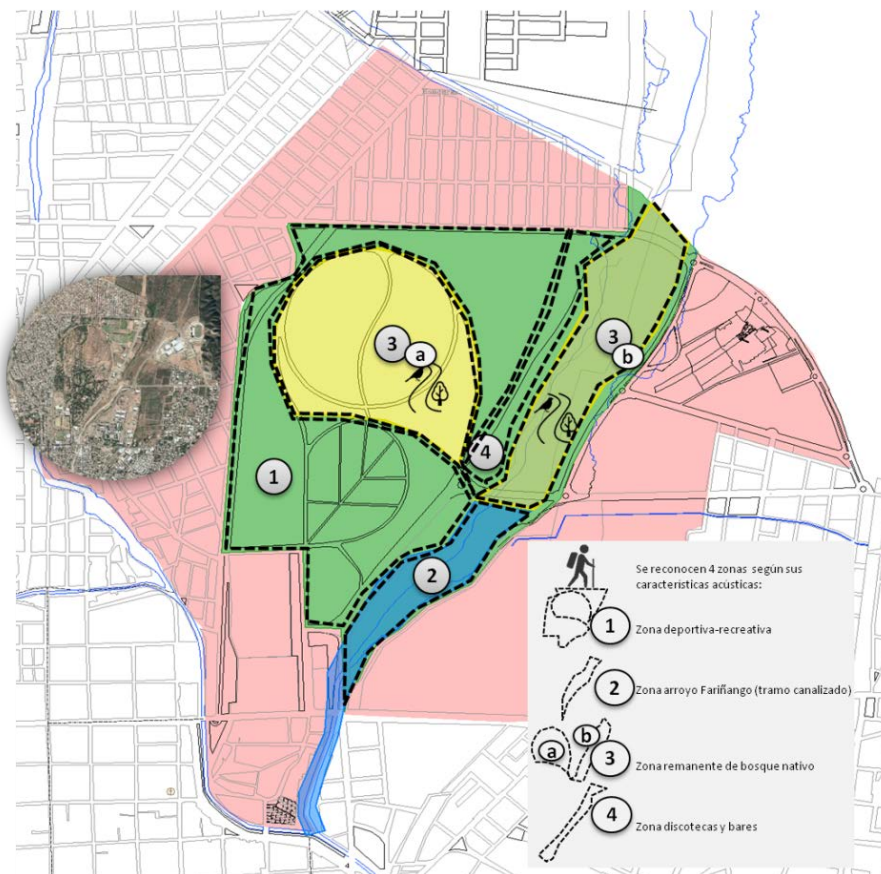 3
a
3
b
4
1
2
Se reconocen 4 zonas según sus
características acústicas:
1
Zona deportiva-recreativa
2
Zona arroyo Fariñango (tramo canalizado)
b
a
3
Zona remanente de bosque nativo
4
Zona discotecas y bares
4